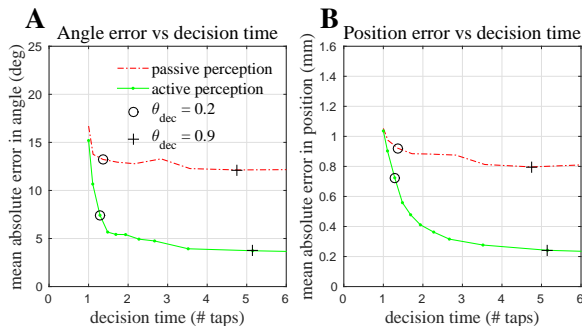 A Angle error vs decision time
mean absolute error in angle (deg)
25
20
15
10
5
0
passive perception
active perception
θdec = 0.2
θdec = 0.9
0 1 2 3 4 5 6
decision time (# taps)
B Position error vs decision time
mean absolute error in position (mm)
1.6
1.4
1.2
1
0.8
0.6
0.4
0.2
0
0 1 2 3 4 5 6
decision time (# taps)